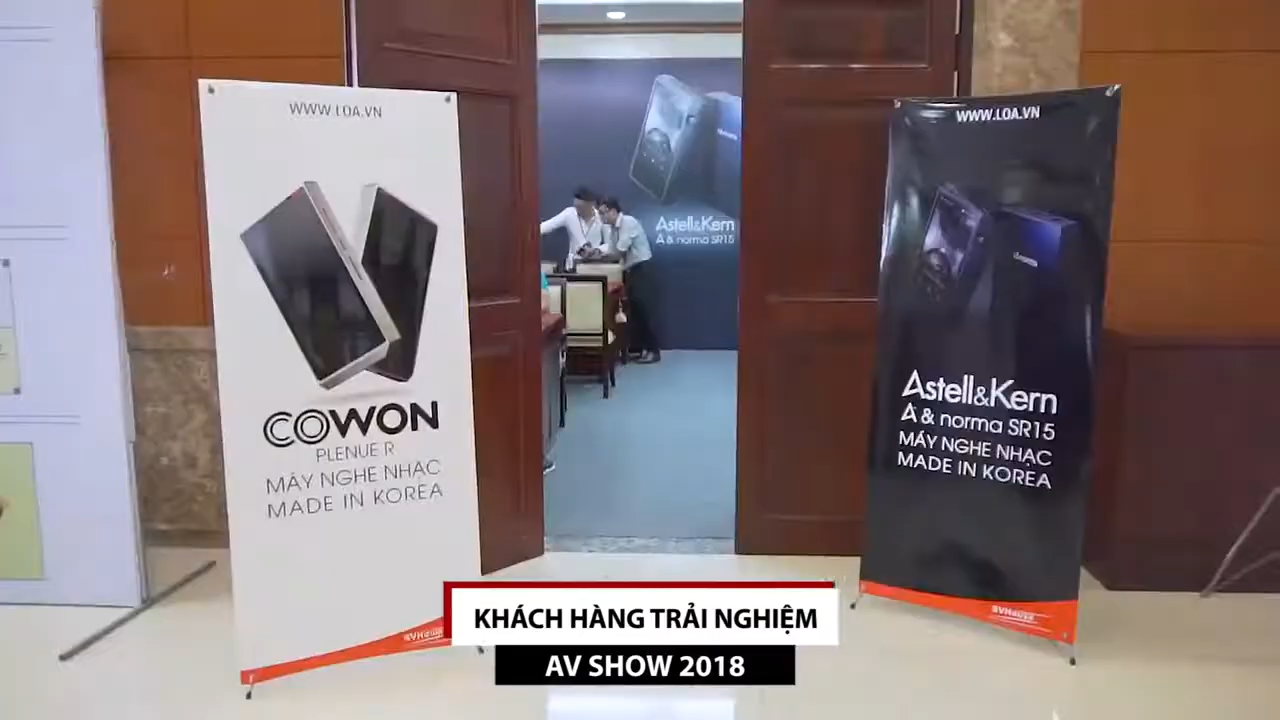 WWW.LOA.VN
COWON
PLENUE R
MÁY NGHE NHẠC
MADE IN KOREA
Astell&Kern
A & norma SR15
WWW.LOA.VN
Astell&Kern
A & norma SR15
MÁY NGHE NHẠC
MADE IN KOREA
KHÁCH HÀNG TRẢI NGHIỆM
AV SHOW 2018